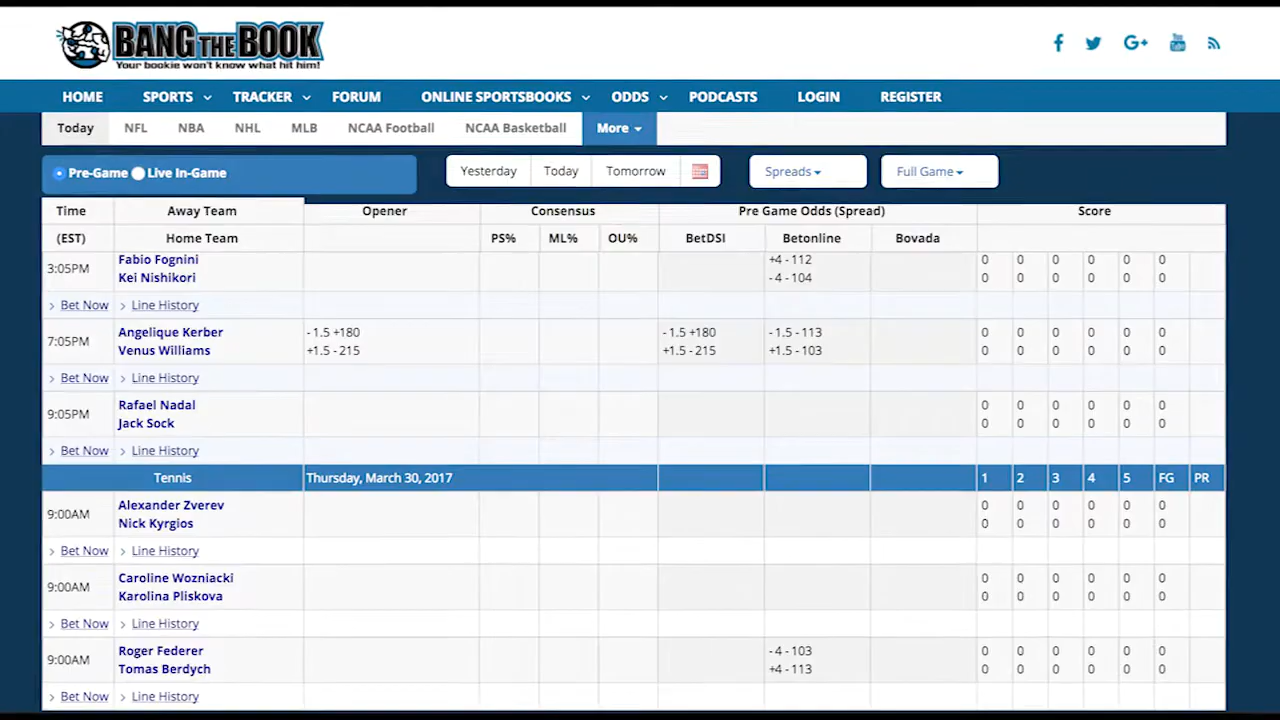 BANG THE BOOK
Your bookie won't know what hit him!
HOME SPORTS TRACKER FORUM ONLINE SPORTSBOOKS ODDS PODCASTS LOGIN REGISTER
Today NFL NBA NHL MLB NCAA Football NCAA Basketball More
Pre-Game Live In-Game Yesterday Today Tomorrow Spreads Full Game
Time Away Team Opener Consensus Pre Game Odds (Spread) Score
(EST) Home Team PS% ML% OU% BetDSI Betonline Bovada
3:05PM
Fabio Fognini +4 - 112 0 0 0 0 0 0
Kei Nishikori - 4 - 104 0 0 0 0 0 0
> Bet Now > Line History
7:05PM
Angelique Kerber - 1.5 +180 - 1.5 +180 - 1.5 - 113 0 0 0 0 0 0
Venus Williams +1.5 - 215 +1.5 - 215 +1.5 - 103 0 0 0 0 0 0
> Bet Now > Line History
9:05PM
Rafael Nadal 0 0 0 0 0 0
Jack Sock 0 0 0 0 0 0
> Bet Now > Line History
Tennis Thursday, March 30, 2017 1 2 3 4 5 FG PR
9:00AM
Alexander Zverev 0 0 0 0 0 0
Nick Kyrgios 0 0 0 0 0 0
> Bet Now > Line History
9:00AM
Caroline Wozniacki 0 0 0 0 0 0
Karolina Pliskova 0 0 0 0 0 0
> Bet Now > Line History
9:00AM
Roger Federer - 4 - 103 0 0 0 0 0 0
Tomas Berdych +4 - 113 0 0 0 0 0 0
> Bet Now > Line History